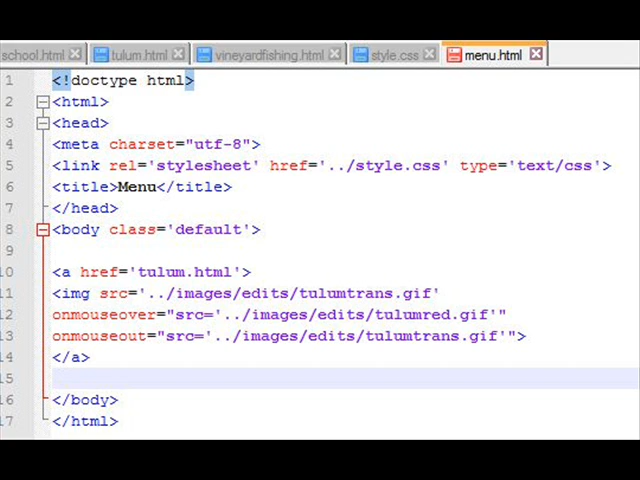 school.html tulum.html vineyardfishing.html style.css menu.html
1 <!doctype html>
2 <html>
3 <head>
4 <meta charset="utf-8">
5 <link rel='stylesheet' href='../style.css' type='text/css'>
6 <title>Menu</title>
7 </head>
8 <body class='default'>
9
10 <a href='tulum.html'>
11 <img src='../images/edits/tulumtrans.gif'
12 onmouseover="src='../images/edits/tulumred.gif'"
13 onmouseout="src='../images/edits/tulumtrans.gif'">
14 </a>
15
16 </body>
17 </html>